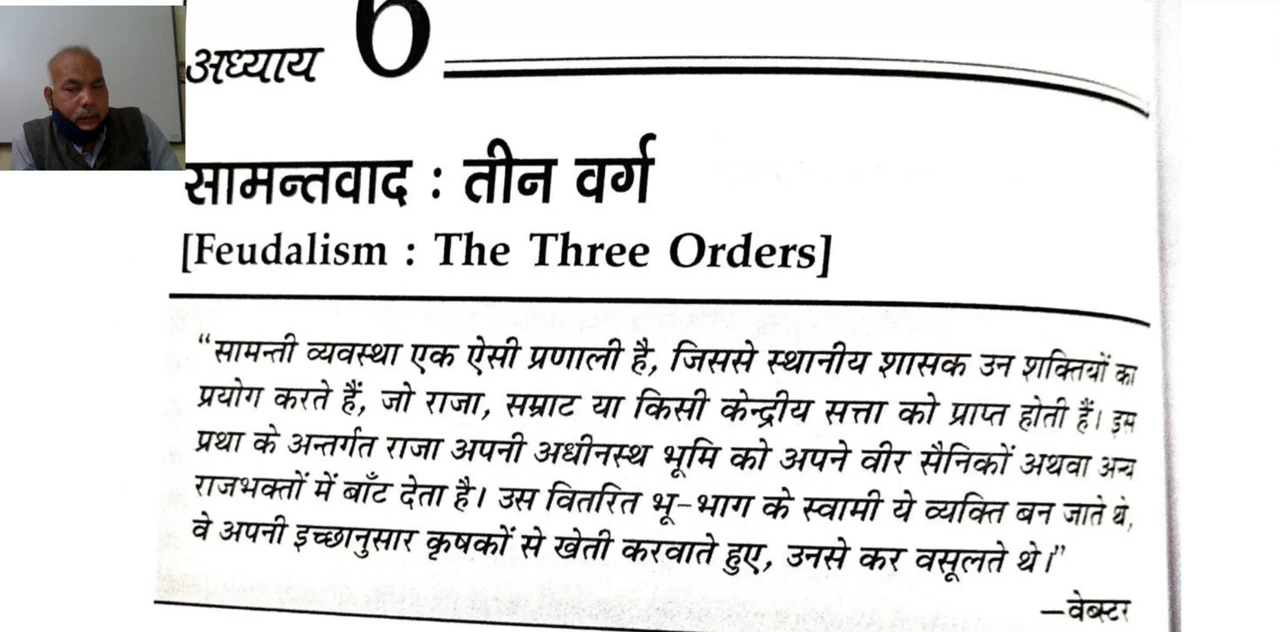 अध्याय 6
सामन्तवाद : तीन वर्ग
[Feudalism : The Three Orders]
“सामन्ती व्यवस्था एक ऐसी प्रणाली है, जिससे स्थानीय शासक उन शक्तियों का
प्रयोग करते हैं, जो राजा, सम्राट या किसी केन्द्रीय सत्ता को प्राप्त होती हैं। इस
प्रथा के अन्तर्गत राजा अपनी अधीनस्थ भूमि को अपने वीर सैनिकों अथवा अन्य
राजभक्तों में बाँट देता है। उस वितरित भू-भाग के स्वामी ये व्यक्ति बन जाते थे,
वे अपनी इच्छानुसार कृषकों से खेती करवाते हुए, उनसे कर वसूलते थे।”
—वेब्स्टर